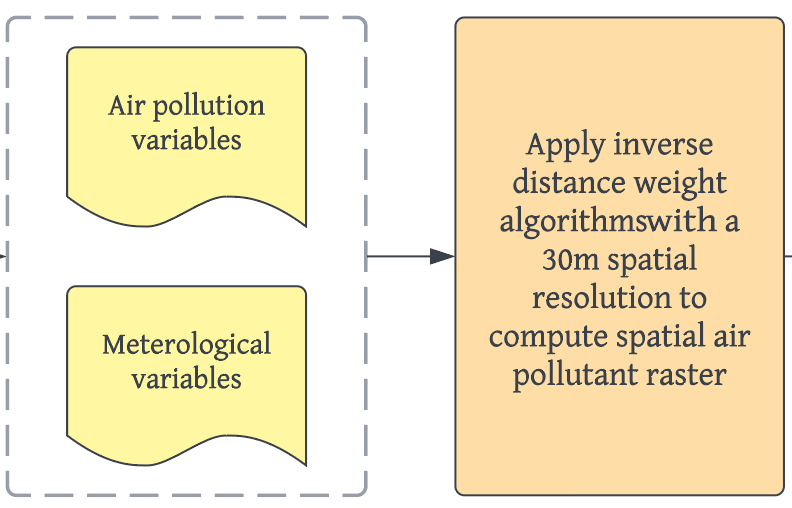 Air pollution
variables
Meterological
variables
Apply inverse
distance weight
algorithmswith a
30m spatial
resolution to
compute spatial air
pollutant raster